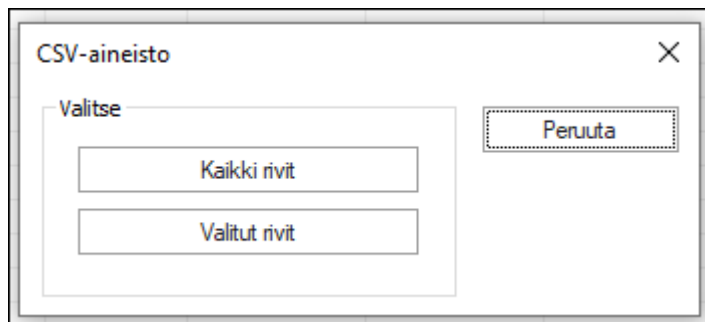 CSV-aineisto
Valitse
Peruuta
Kaikki rivit
Valitut rivit